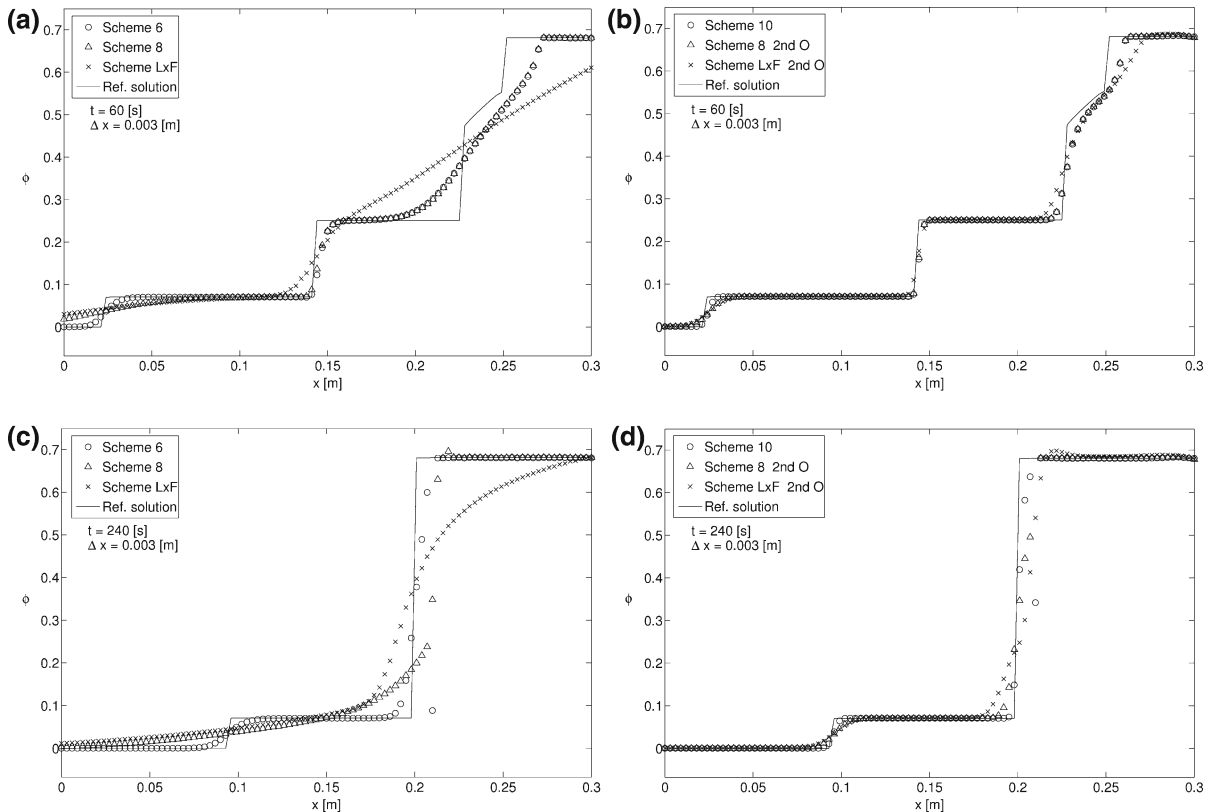 (a)
Scheme 6
Scheme 8
Scheme LxF
Ref. solution
t = 60 [s]
Δ x = 0.003 [m]
0.7
0.6
0.5
0.4
0.3
0.2
0.1
0
ϕ
0 0.05 0.1 0.15 0.2 0.25 0.3
x [m]
(b)
Scheme 10
Scheme 8 2nd O
Scheme LxF 2nd O
Ref. solution
t = 60 [s]
Δ x = 0.003 [m]
0.7
0.6
0.5
0.4
0.3
0.2
0.1
0
ϕ
0 0.05 0.1 0.15 0.2 0.25 0.3
x [m]
(c)
Scheme 6
Scheme 8
Scheme LxF
Ref. solution
t = 240 [s]
Δ x = 0.003 [m]
0.7
0.6
0.5
0.4
0.3
0.2
0.1
0
ϕ
0 0.05 0.1 0.15 0.2 0.25 0.3
x [m]
(d)
Scheme 10
Scheme 8 2nd O
Scheme LxF 2nd O
Ref. solution
t = 240 [s]
Δ x = 0.003 [m]
0.7
0.6
0.5
0.4
0.3
0.2
0.1
0
ϕ
0 0.05 0.1 0.15 0.2 0.25 0.3
x [m]